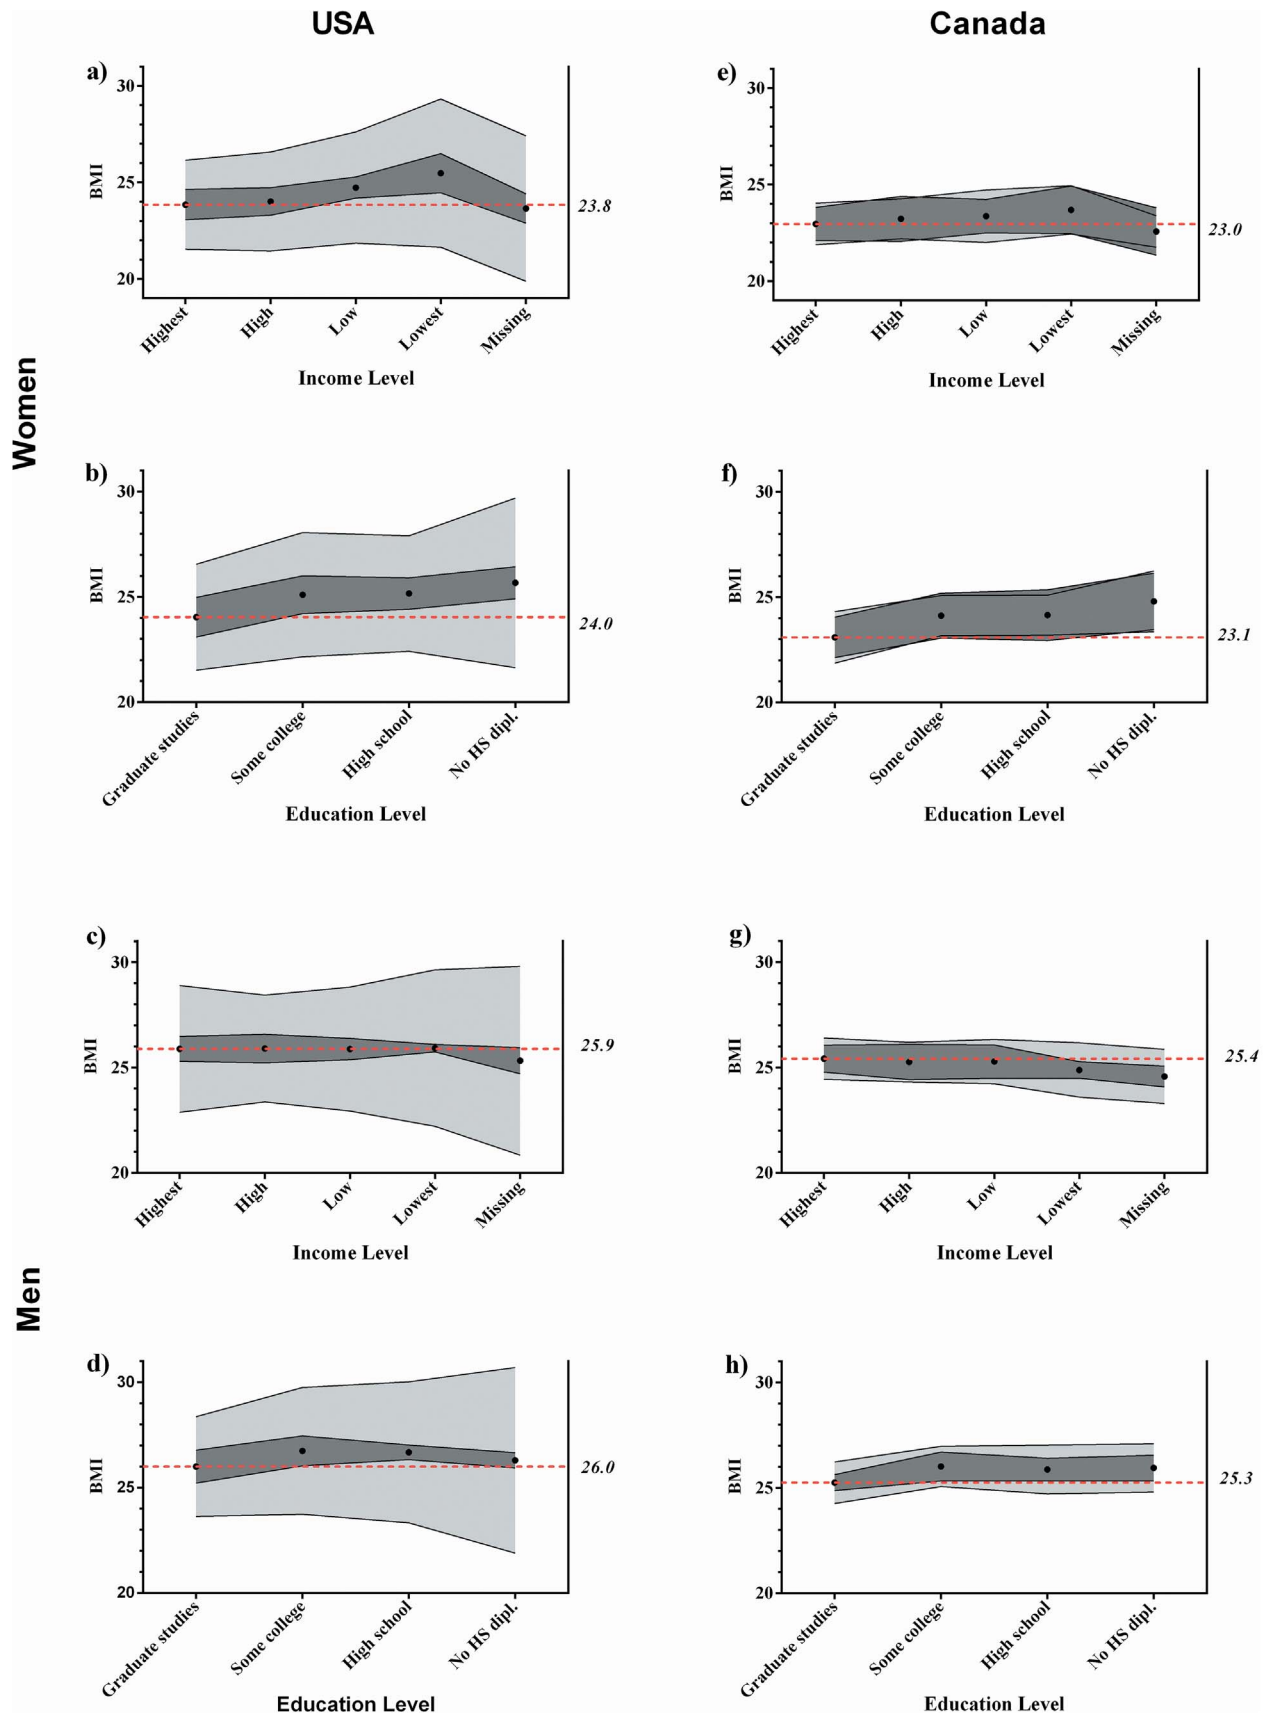 USA
Canada
Women
Men
a)
30
25
20
BMI
23.8
Highest
High
Low
Lowest
Missing
Income Level
e)
30
25
20
BMI
23.0
Highest
High
Low
Lowest
Missing
Income Level
b)
30
25
20
BMI
24.0
Graduate studies
Some college
High school
No HS dipl.
Education Level
f)
30
25
20
BMI
23.1
Graduate studies
Some college
High school
No HS dipl.
Education Level
c)
30
25
20
BMI
25.9
Highest
High
Low
Lowest
Missing
Income Level
g)
30
25
20
BMI
25.4
Highest
High
Low
Lowest
Missing
Income Level
d)
30
25
20
BMI
26.0
Graduate studies
Some college
High school
No HS dipl.
Education Level
h)
30
25
20
BMI
25.3
Graduate studies
Some college
High school
No HS dipl.
Education Level